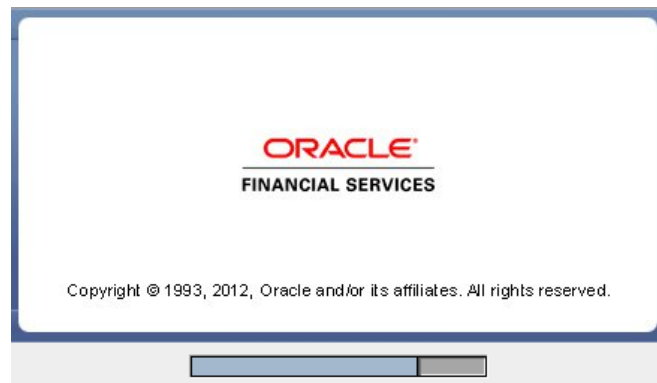 ORACLE®
FINANCIAL SERVICES
Copyright © 1993, 2012, Oracle and/or its affiliates. All rights reserved.